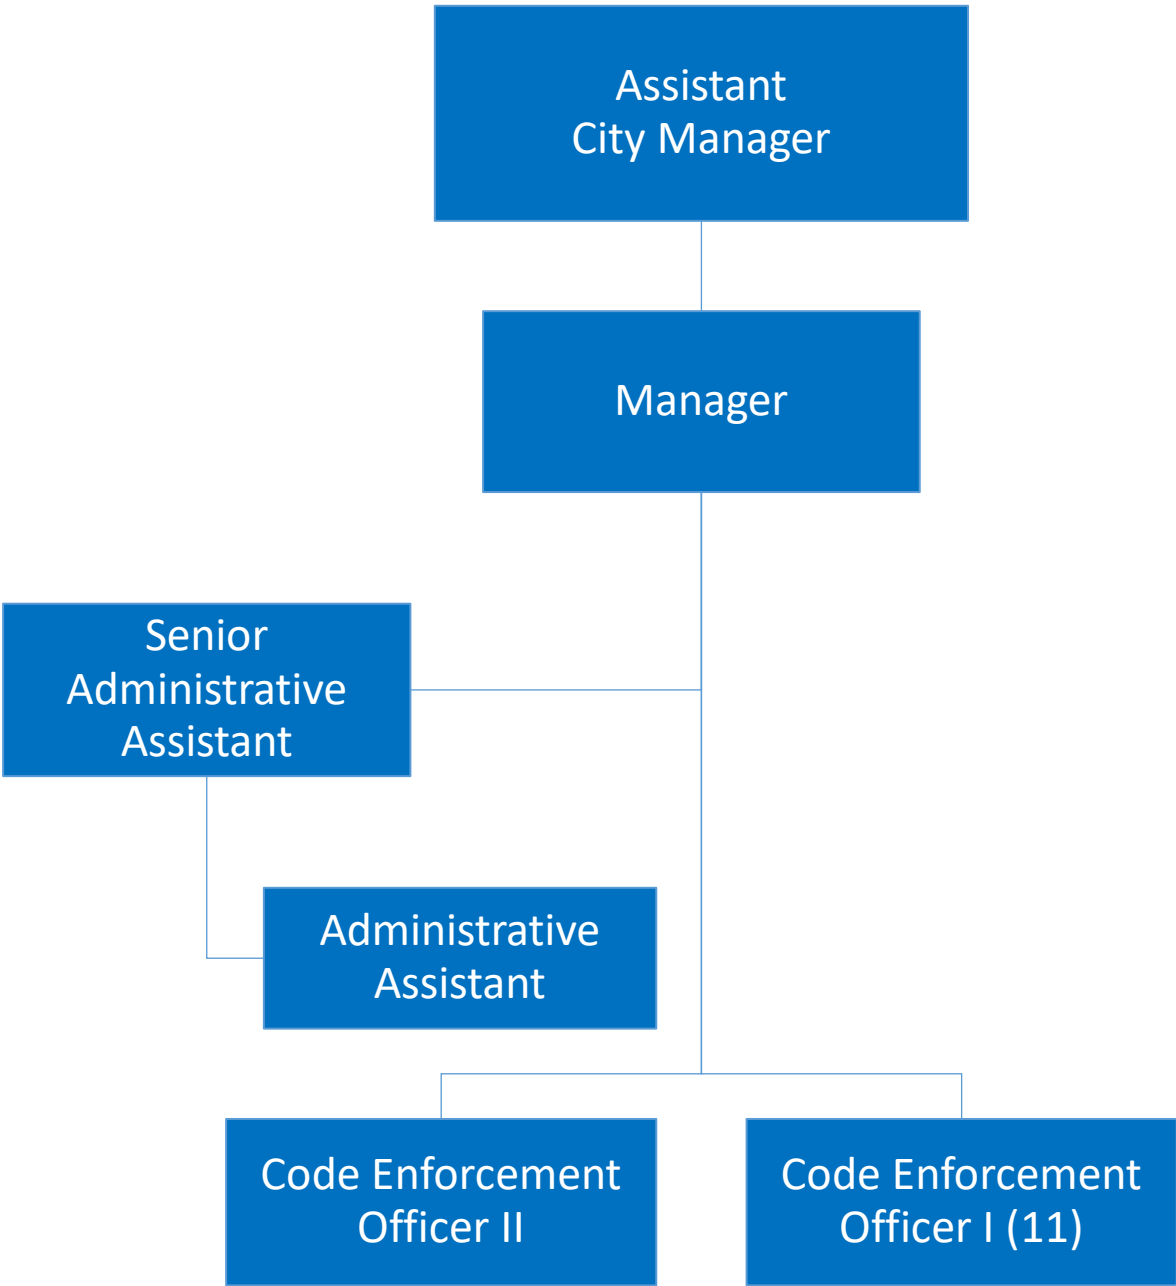 Assistant
City Manager
Manager
Senior
Administrative
Assistant
Administrative
Assistant
Code Enforcement
Officer II
Code Enforcement
Officer I (11)